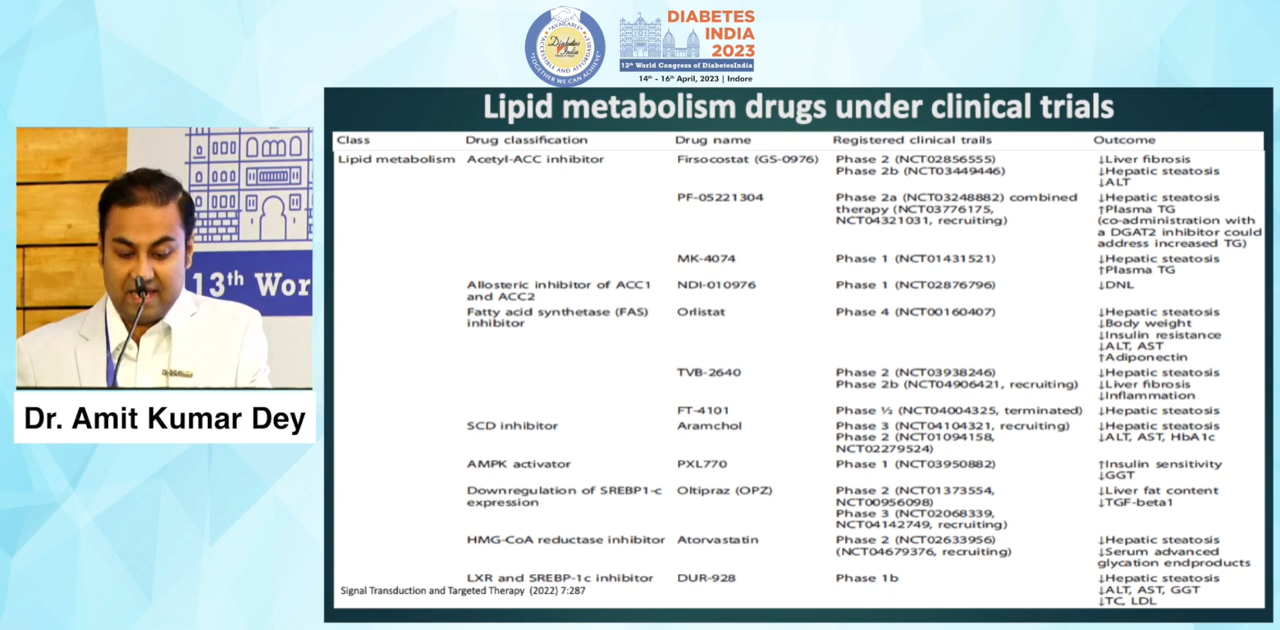 AVAILABLE
ACCESSIBLE AND AFFORDABLE
Diabetes
India
TOGETHER WE CAN ACHIEVE
DIABETES
INDIA
2023
12th World Congress of DiabetesIndia
14th - 16th April, 2023 | Indore
13th Wor
Dr. Amit Kumar Dey
Lipid metabolism drugs under clinical trials
Class Drug classification Drug name Registered clinical trails Outcome
Lipid metabolism Acetyl-ACC inhibitor Firsocostat (GS-0976) Phase 2 (NCT02856555) ↓Liver fibrosis
Phase 2b (NCT03449446) ↓Hepatic steatosis
↓ALT
PF-05221304 Phase 2a (NCT03248882) combined ↓Hepatic steatosis
therapy (NCT03776175, ↑Plasma TG
NCT04321031, recruiting) (co-administration with
a DGAT2 inhibitor could
address increased TG)
MK-4074 Phase 1 (NCT01431521) ↓Hepatic steatosis
↑Plasma TG
Allosteric inhibitor of ACC1 NDI-010976 Phase 1 (NCT02876796) ↓DNL
and ACC2
Fatty acid synthetase (FAS) Orlistat Phase 4 (NCT00160407) ↓Hepatic steatosis
inhibitor ↓Body weight
↓Insulin resistance
↓ALT, AST
↑Adiponectin
TVB-2640 Phase 2 (NCT03938246) ↓Hepatic steatosis
Phase 2b (NCT04906421, recruiting) ↓Liver fibrosis
↓Inflammation
FT-4101 Phase ½ (NCT04004325, terminated) ↓Hepatic steatosis
SCD inhibitor Aramchol Phase 3 (NCT04104321, recruiting) ↓Hepatic steatosis
Phase 2 (NCT01094158, ↓ALT, AST, HbA1c
NCT02279524)
AMPK activator PXL770 Phase 1 (NCT03950882) ↑Insulin sensitivity
↓GGT
Downregulation of SREBP1-c Oltipraz (OPZ) Phase 2 (NCT01373554, ↓Liver fat content
expression NCT00956098) ↓TGF-beta1
Phase 3 (NCT02068339,
NCT04142749, recruiting)
HMG-CoA reductase inhibitor Atorvastatin Phase 2 (NCT02633956) ↓Hepatic steatosis
(NCT04679376, recruiting) ↓Serum advanced
glycation endproducts
LXR and SREBP-1c inhibitor DUR-928 Phase 1b ↓Hepatic steatosis
Signal Transduction and Targeted Therapy (2022) 7:287 ↓ALT, AST, GGT
↓TC, LDL